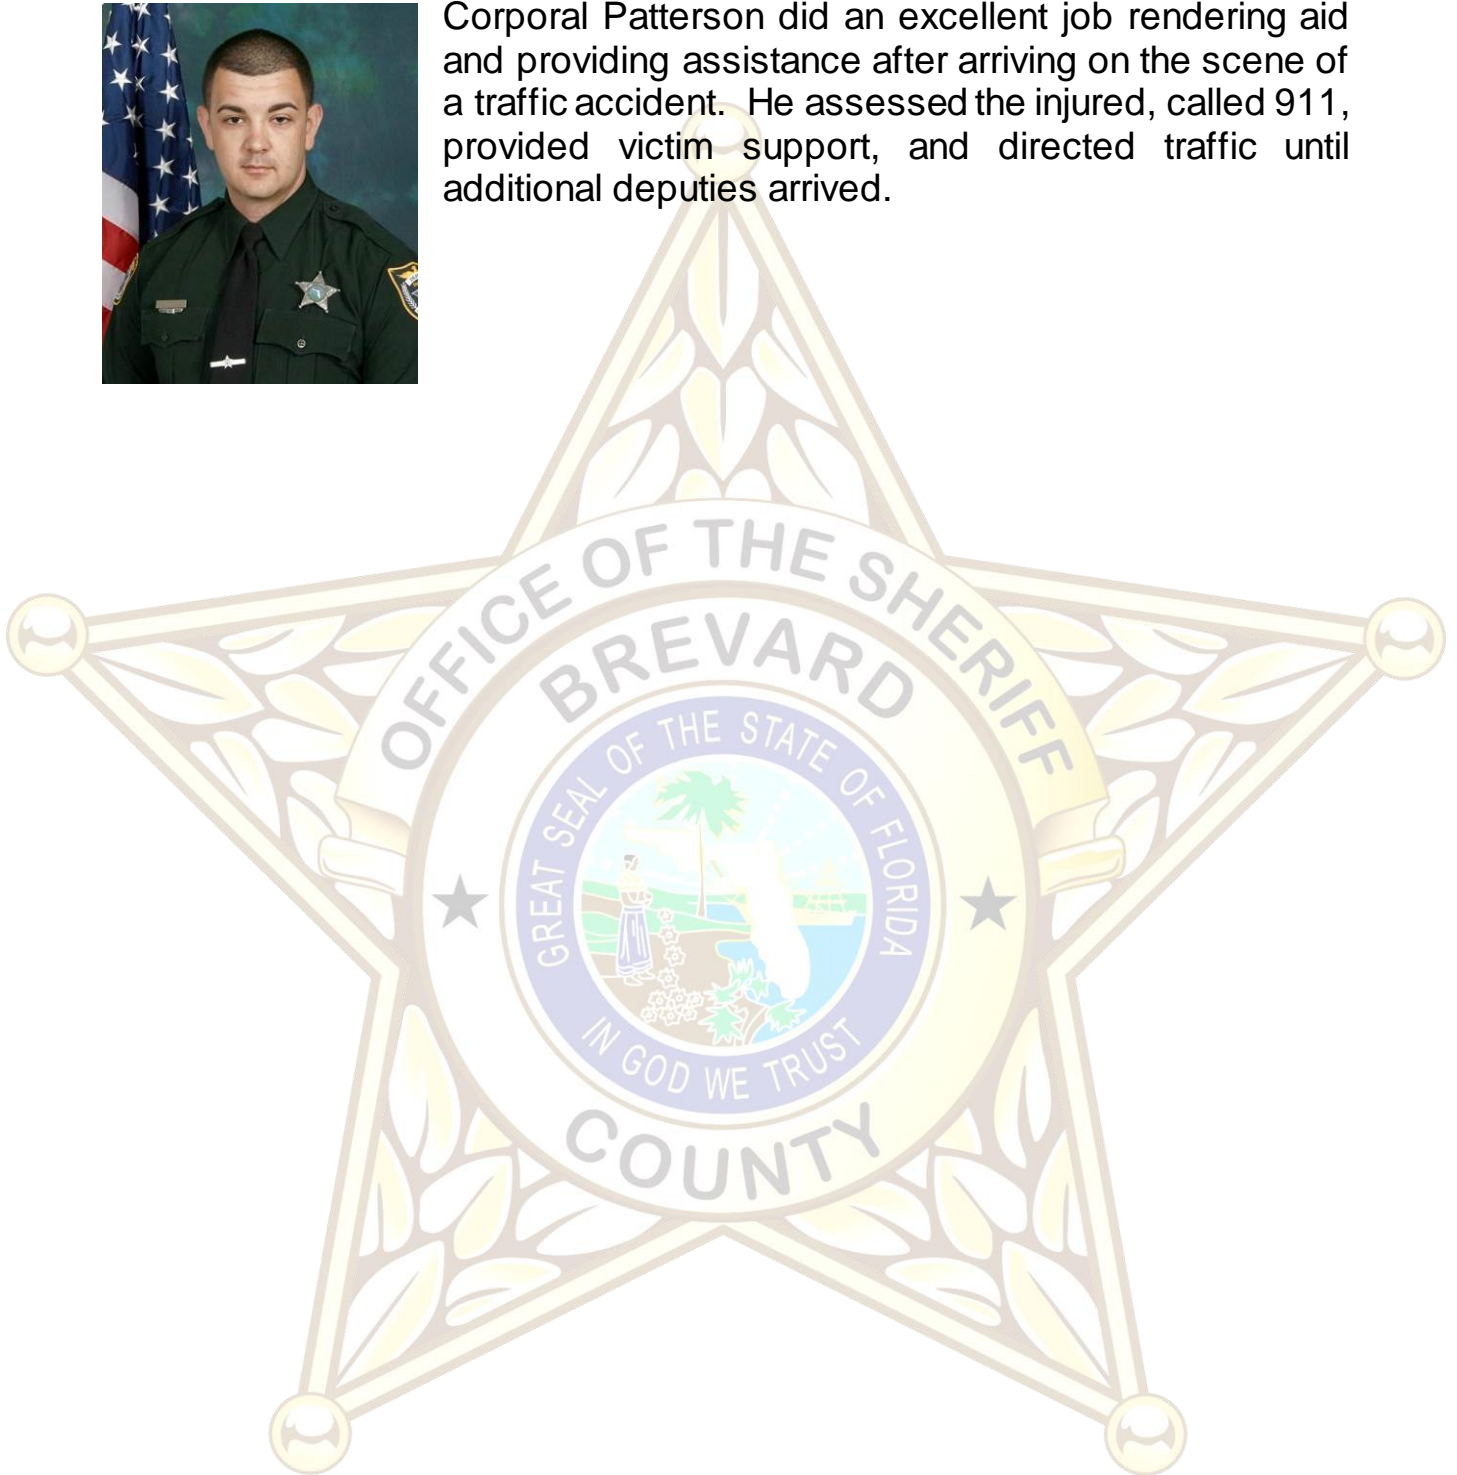 Corporal Patterson did an excellent job rendering aid
and providing assistance after arriving on the scene of
a traffic accident. He assessed the injured, called 911,
provided victim support, and directed traffic until
additional deputies arrived.
OFFICE OF THE SHERIFF
BREVARD
GREAT SEAL OF THE STATE OF FLORIDA
IN GOD WE TRUST
COUNTY